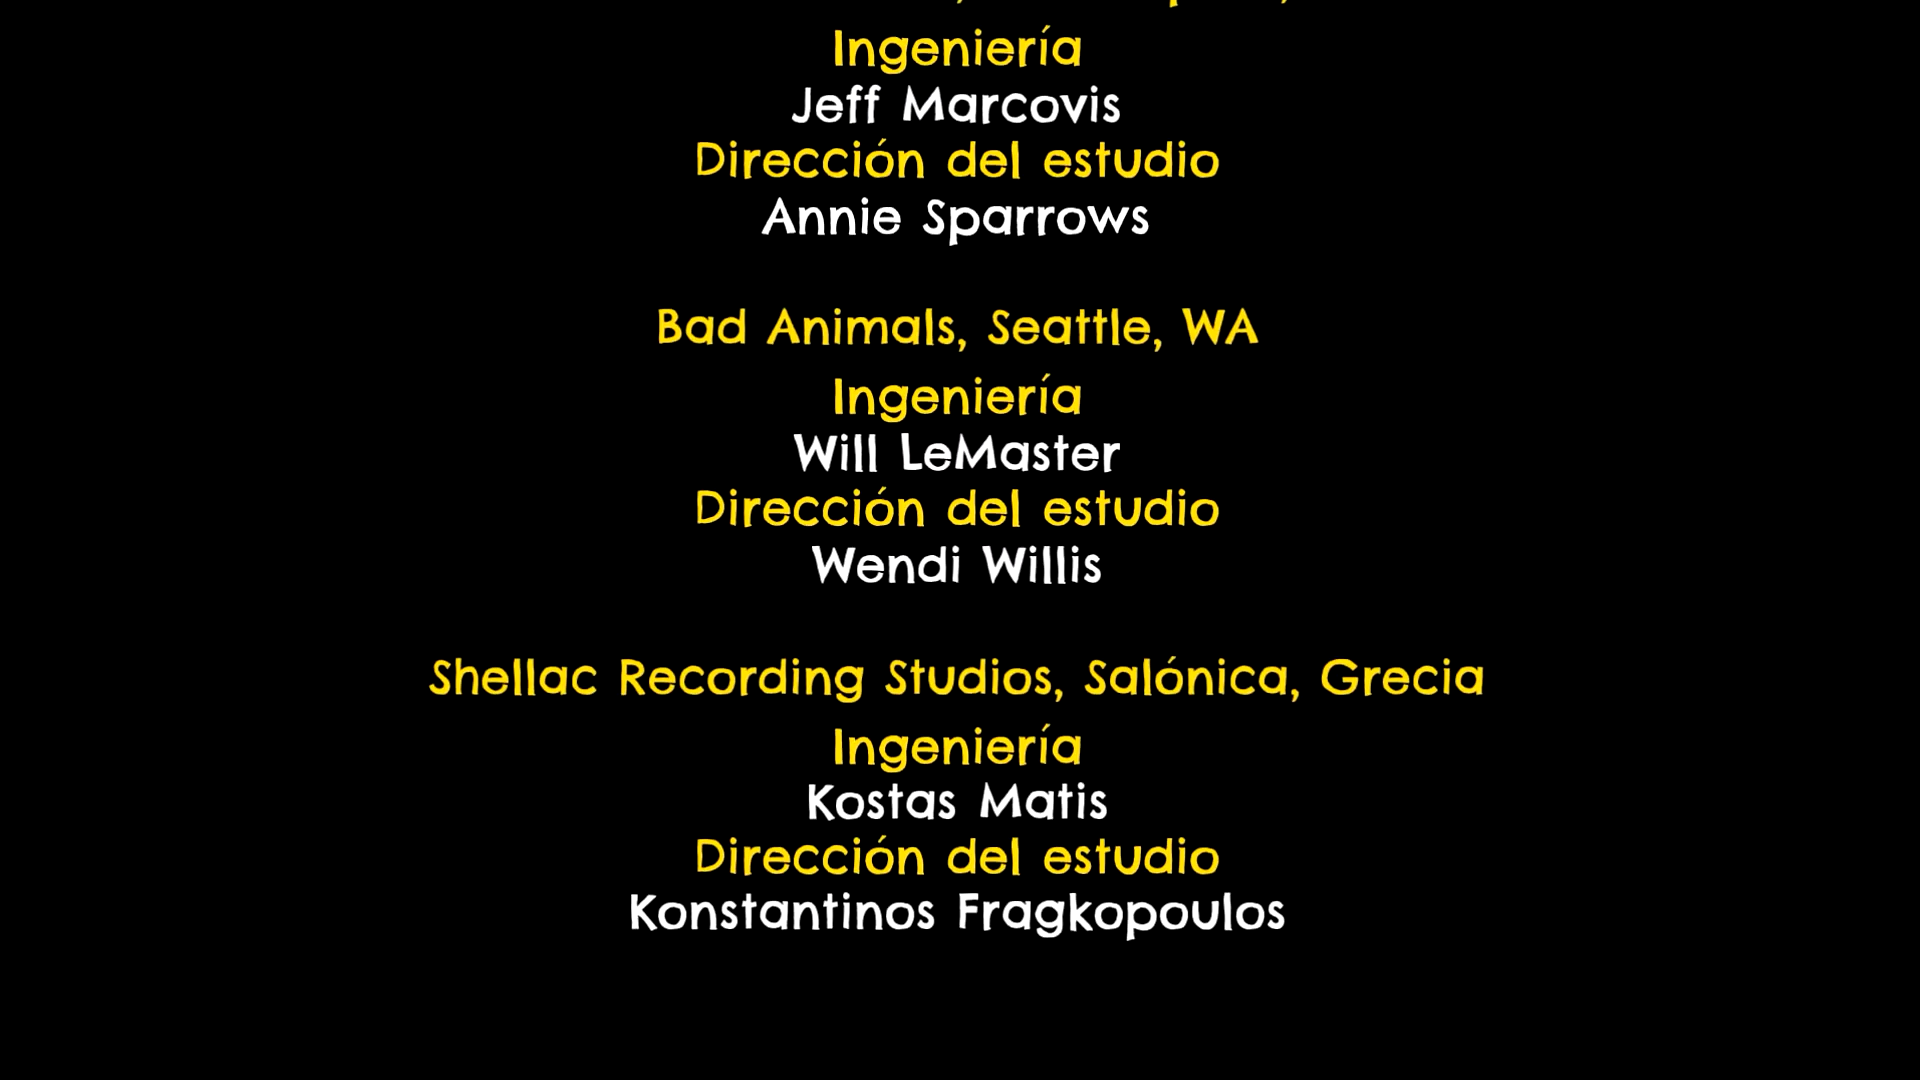 Ingeniería
Jeff Marcovis
Dirección del estudio
Annie Sparrows
Bad Animals, Seattle, WA
Ingeniería
Will LeMaster
Dirección del estudio
Wendi Willis
Shellac Recording Studios, Salónica, Grecia
Ingeniería
Kostas Matis
Dirección del estudio
Konstantinos Fragkopoulos